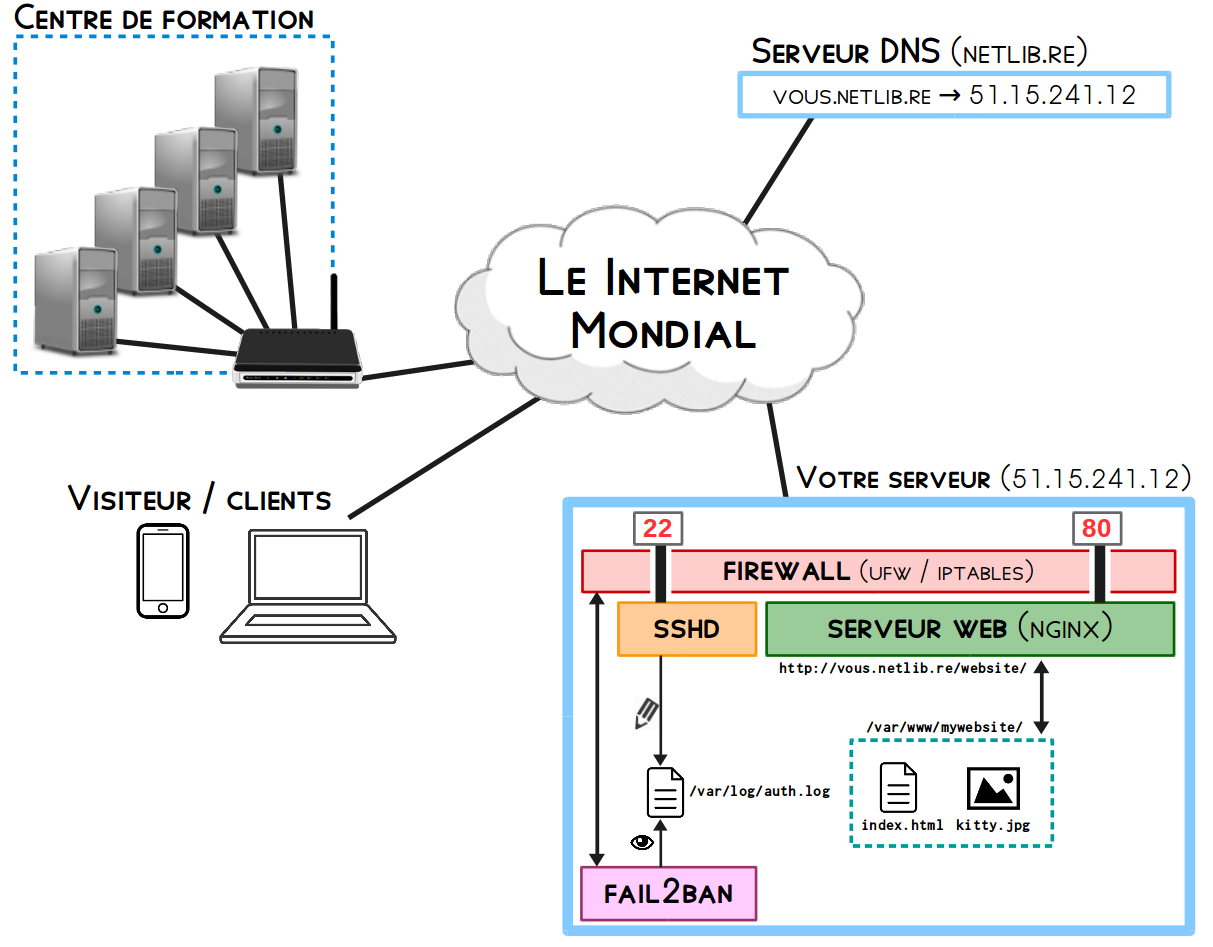 Centre de formation
Serveur DNS (netlib.re)
vous.netlib.re → 51.15.241.12
Le Internet
Mondial
Visiteur / clients
Votre serveur (51.15.241.12)
22
80
FIREWALL (ufw / iptables)
SSHD
SERVEUR WEB (nginx)
http://vous.netlib.re/website/
/var/www/mywebsite/
/var/log/auth.log
index.html
kitty.jpg
fail2ban